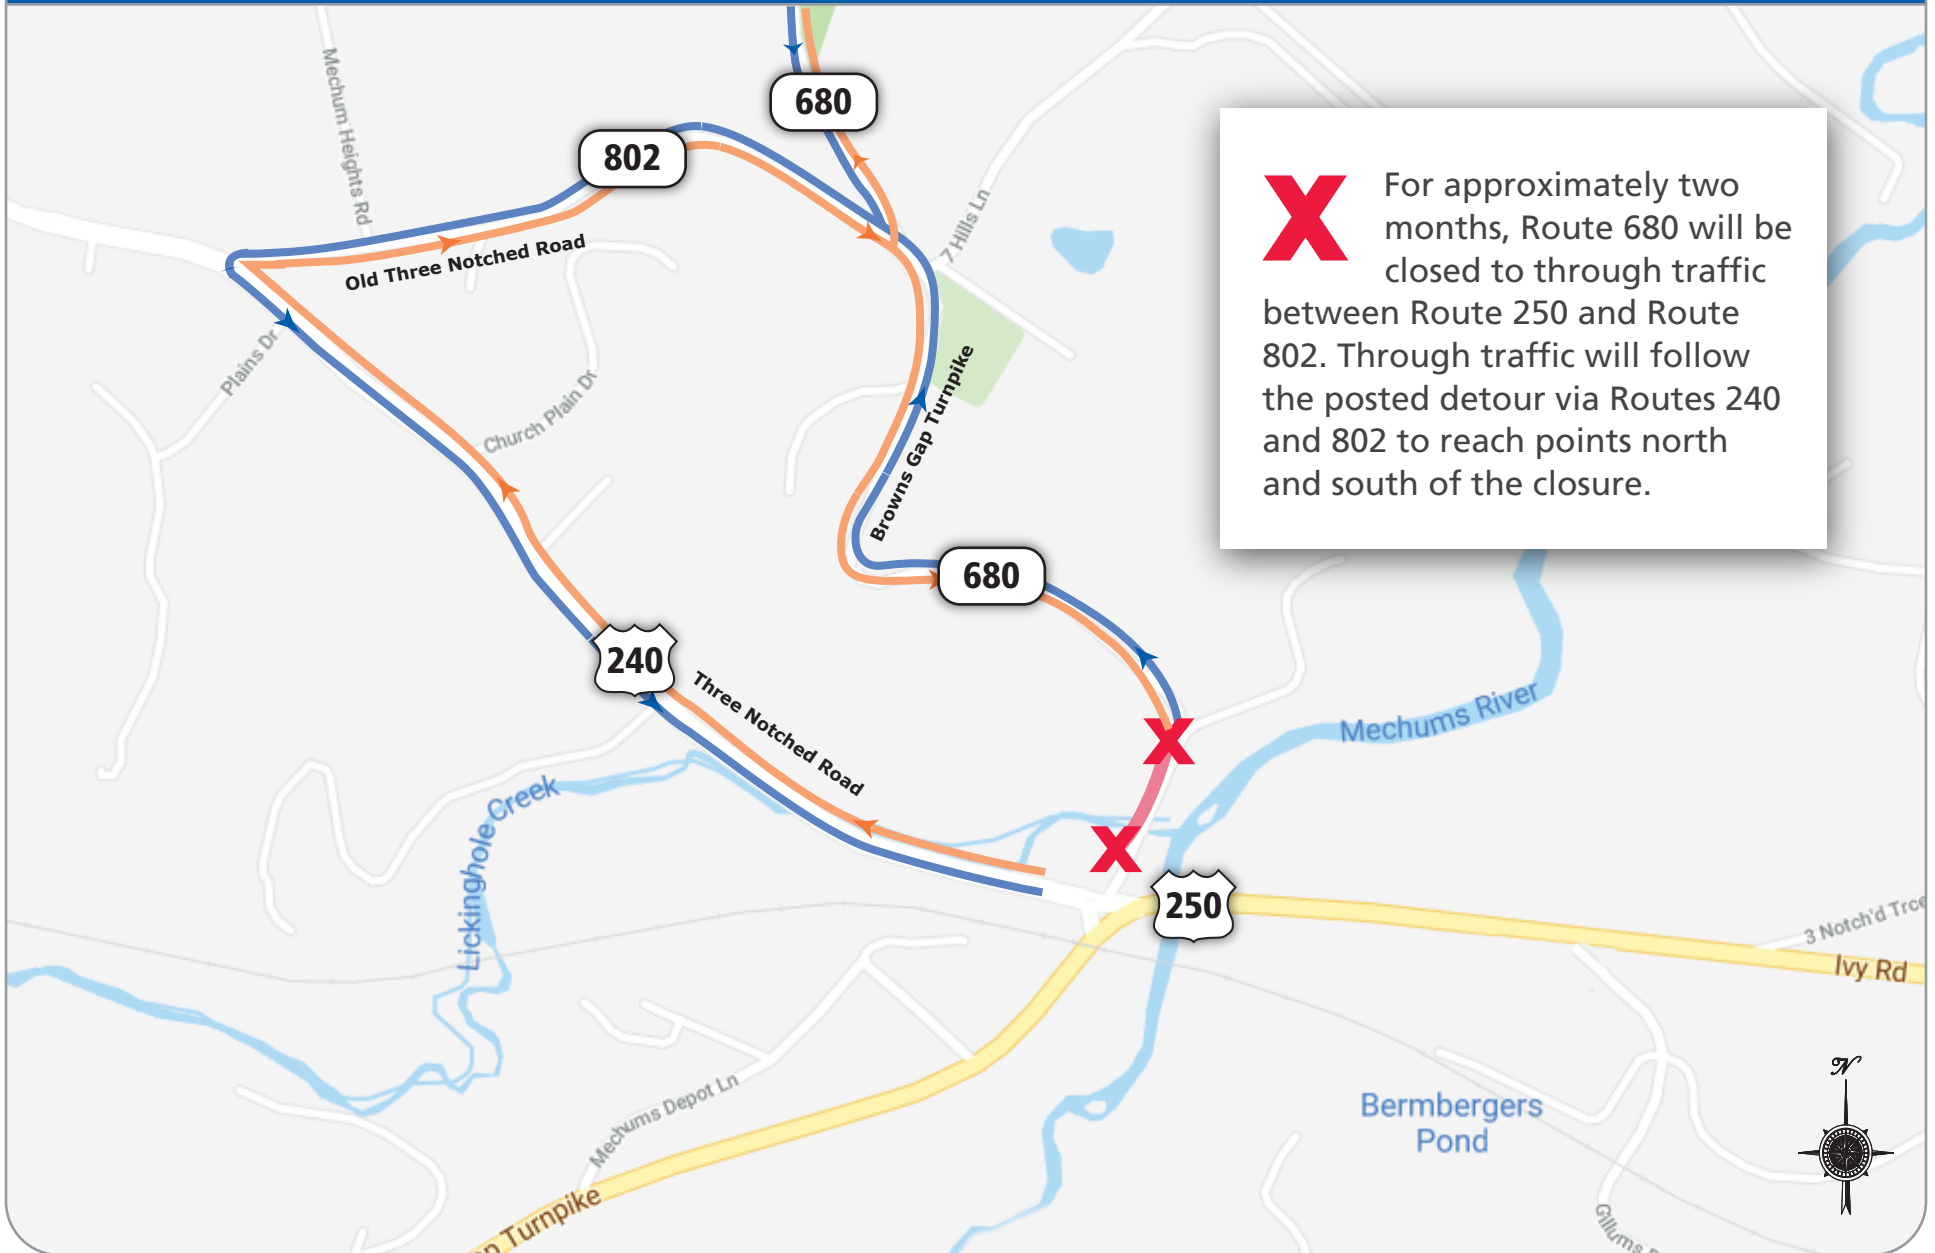 680
802
Mechum Heights Rd
Old Three Notched Road
7 Hills Ln
For approximately two
months, Route 680 will be
closed to through traffic
between Route 250 and Route
802. Through traffic will follow
the posted detour via Routes 240
and 802 to reach points north
and south of the closure.
Plains Dr
Church Plain Dr
Browns Gap Turnpike
680
240
Three Notched Road
Mechums River
Lickinghole Creek
250
3 Notch'd Trce
Ivy Rd
Mechums Depot Ln
Bermbergers
Pond
N
Turnpike
Gillums